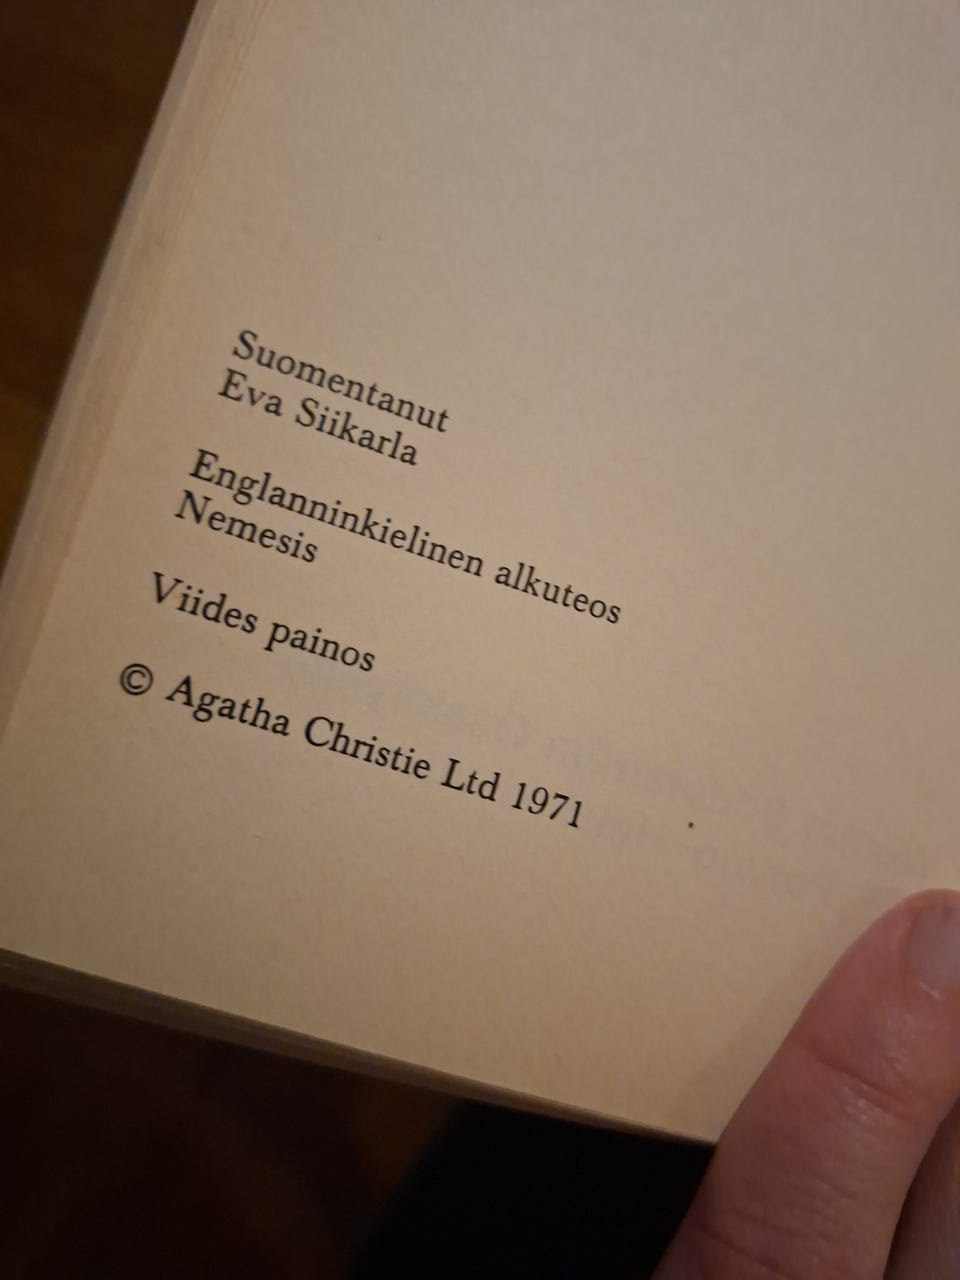 Suomentanut
Eva Siikarla
Englanninkielinen alkuteos
Nemesis
Viides painos
© Agatha Christie Ltd 1971